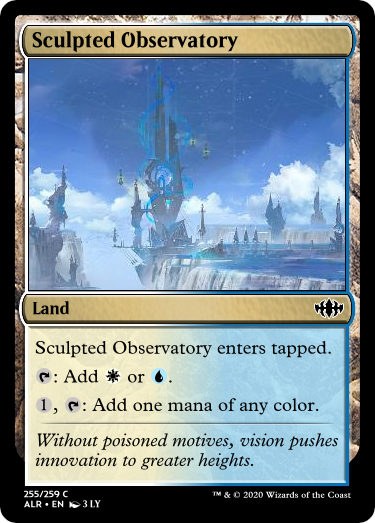 Sculpted Observatory
Land
Sculpted Observatory enters tapped.
: Add or .
1, : Add one mana of any color.
Without poisoned motives, vision pushes
innovation to greater heights.
255/259 C
ALR • EN 3 LY
™ & © 2020 Wizards of the Coast